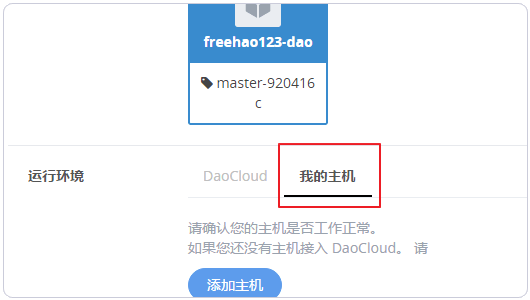 freehao123-dao
master-920416
c
运行环境
DaoCloud
我的主机
请确认您的主机是否工作正常。
如果您还没有主机接入 DaoCloud。 请
添加主机